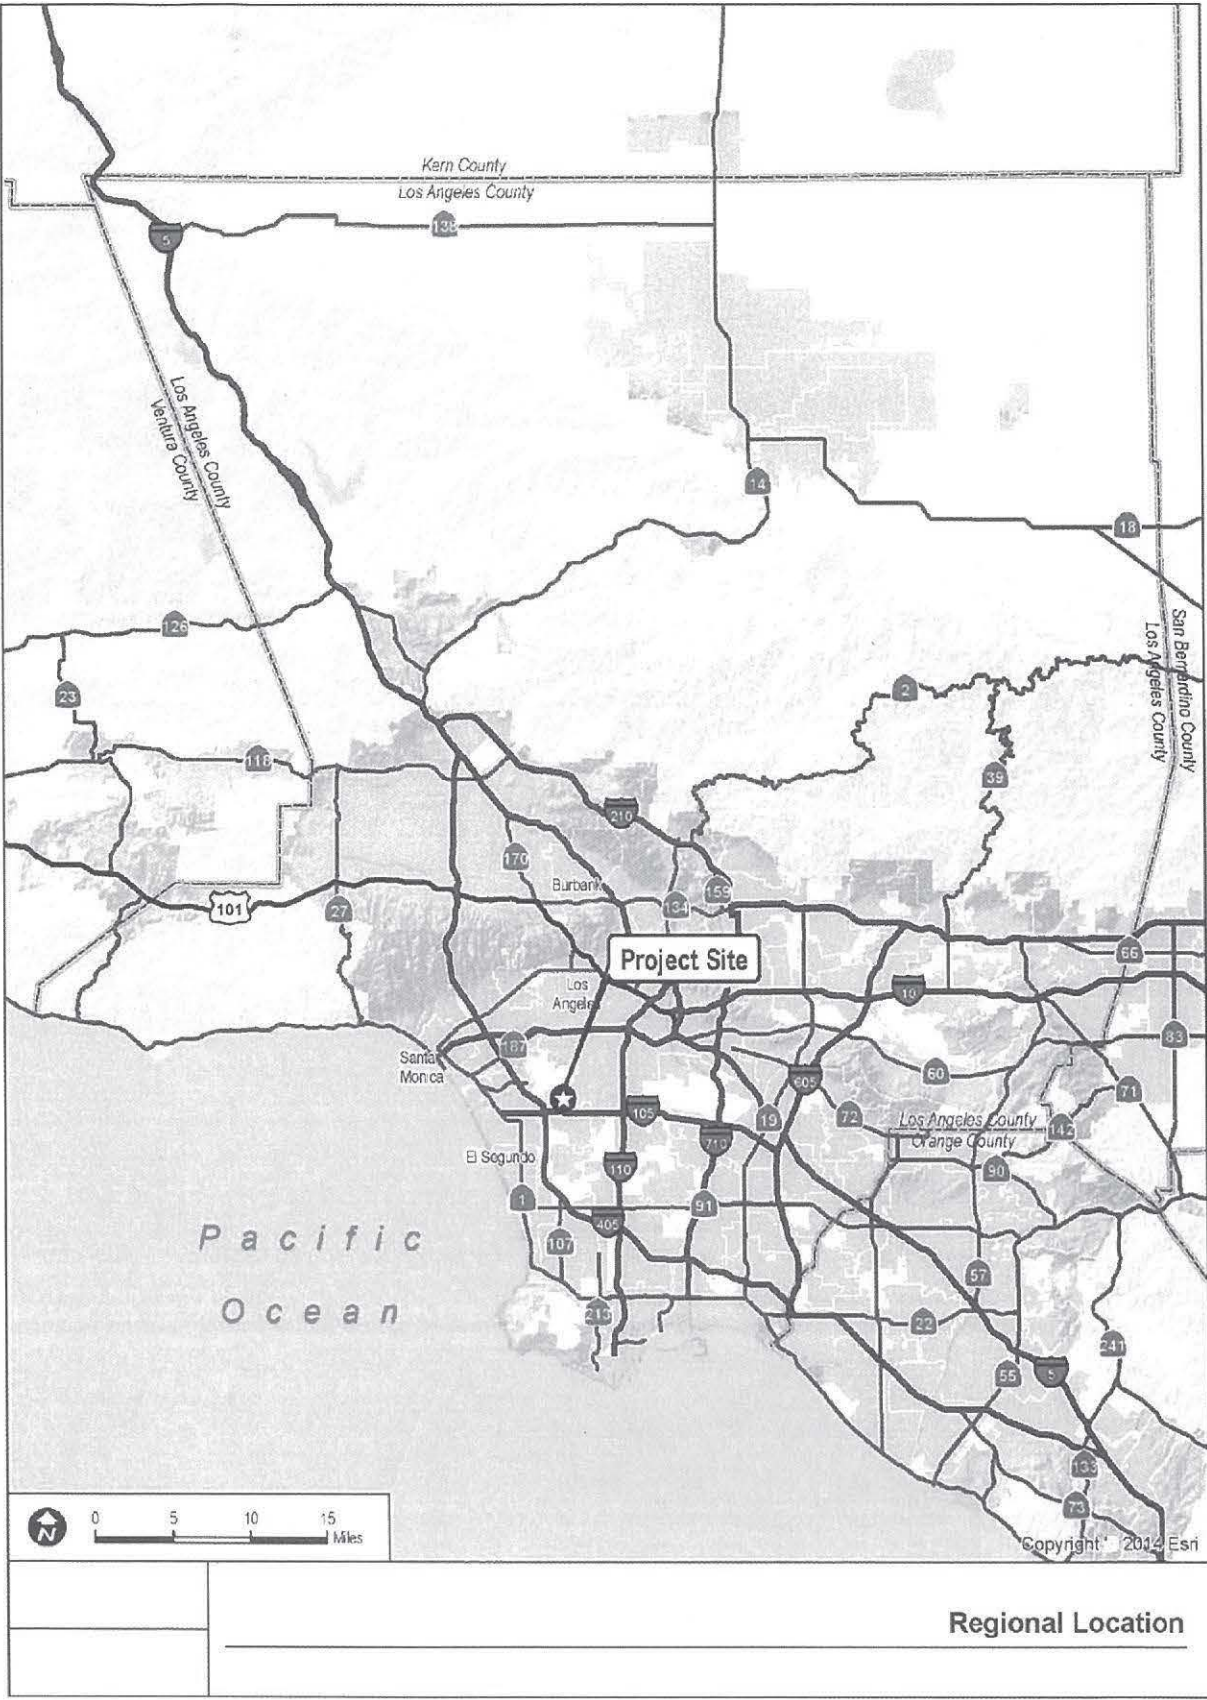 Kern County
Los Angeles County
5
138
Los Angeles County
Ventura County
14
18
126
San Bernardino County
Los Angeles County
23
2
118
39
210
170
Burbank
134
159
101
27
Project Site
66
Los
Angeles
10
187
83
Santa
Monica
60
605
71
105
19
72
Los Angeles County
Orange County
142
710
El Segundo
110
90
1
91
405
Pacific
Ocean
107
57
213
22
241
55
5
133
73
N
0 5 10 15
Miles
Copyright 2014 Esri
Regional Location